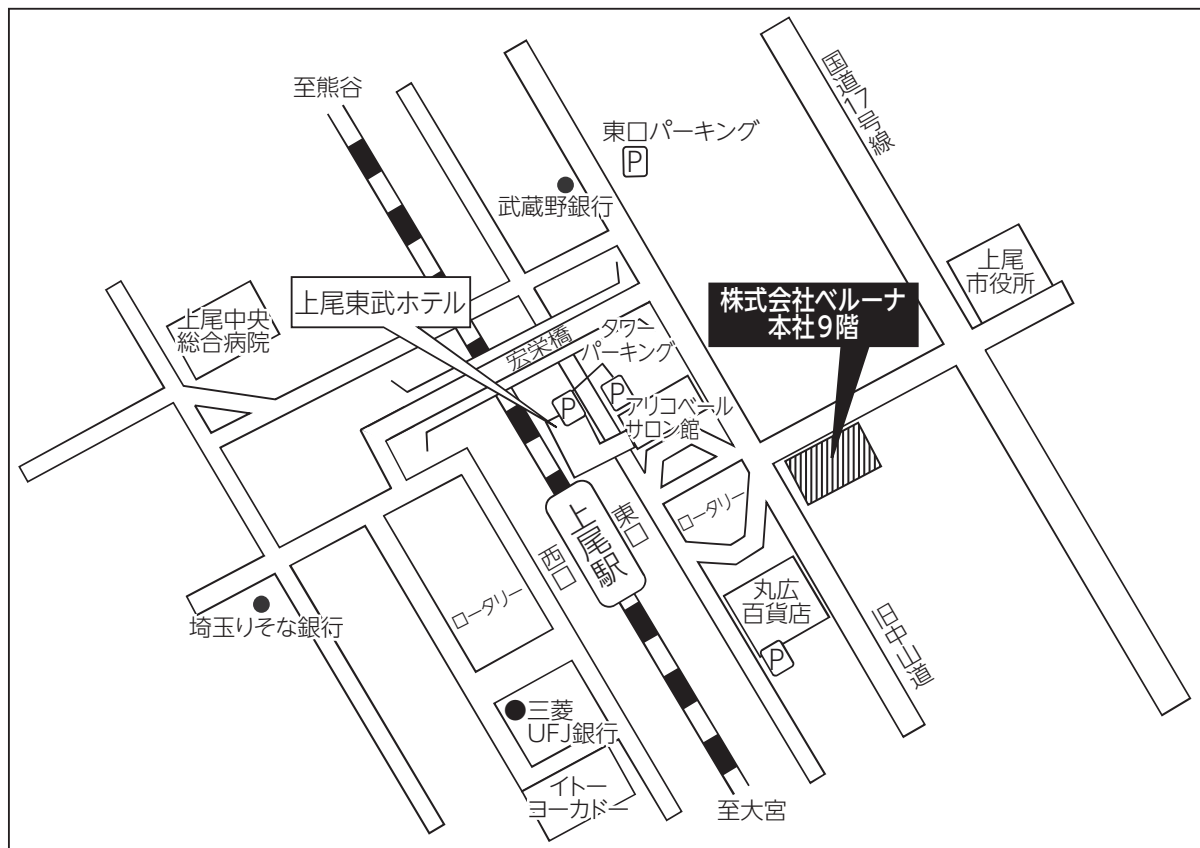 至熊谷
国道17号線
東口パーキング
P
武蔵野銀行
上尾
市役所
上尾東武ホテル
株式会社ベルーナ
本社9階
上尾中央
総合病院
宏栄橋
タワー
パーキング
P
P
アリコベール
サロン館
ロータリー
東口
上尾駅
西口
ロータリー
丸広
百貨店
P
埼玉りそな銀行
旧中山道
三菱
UFJ銀行
イトー
ヨーカドー
至大宮